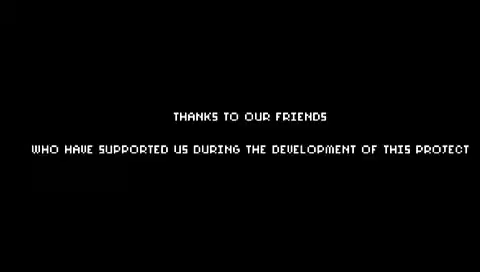 THANKS TO OUR FRIENDS
WHO HAVE SUPPORTED US DURING THE DEVELOPMENT OF THIS PROJECT